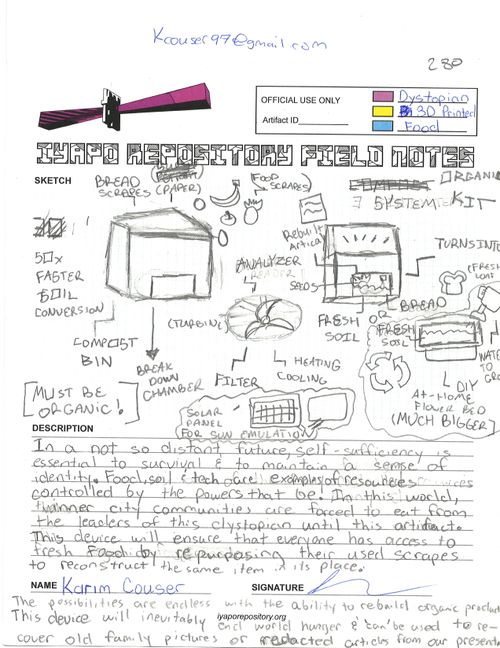 Kcouser97@gmail.com
280
OFFICIAL USE ONLY
Artifact ID
Dystopian
3D Printed
Food
IYAPO REPOSITORY FIELD NOTES
SKETCH
BREAD
SCRAPES
(PAPER)
(FOOD
SCRAPES)
ORGANIC
3 SYSTEM
KIT
50x
FASTER
SOIL
CONVERSION
Rebuilt
Artical
ANALYZER
SEEDS
TURNS INTO
(FRESH
LOAF
(TURBINE)
FRESH
SOIL
OR
BREAD
FRESH
SOIL
COMPOST
BIN
BREAK
DOWN
CHAMBER
FILTER
HEATING
COOLING
WATER
TO
DIY
At-Home
Flower Bed
(MUCH BIGGER)
[MUST BE
ORGANIC!]
SOLAR
PANEL
FOR SUN EMULATION
DESCRIPTION
In a not so distant future, self-sufficiency is
essential to survival & to maintain a sense of
identity. Food, soil & tech are examples of resources
controlled by the powers that be. In this world,
inner city communities are forced to eat from
the leaders of this dystopian until this artifact.
This device will ensure that everyone has access to
fresh food by repurposing their used scrapes
to reconstruct the same item in its place.
NAME Karim Couser SIGNATURE
The possibilities are endless with the ability to rebuild organic product
iyaporepository.org
This device will inevitably end world hunger & can be used to re-
cover old family pictures or redacted articals from our present